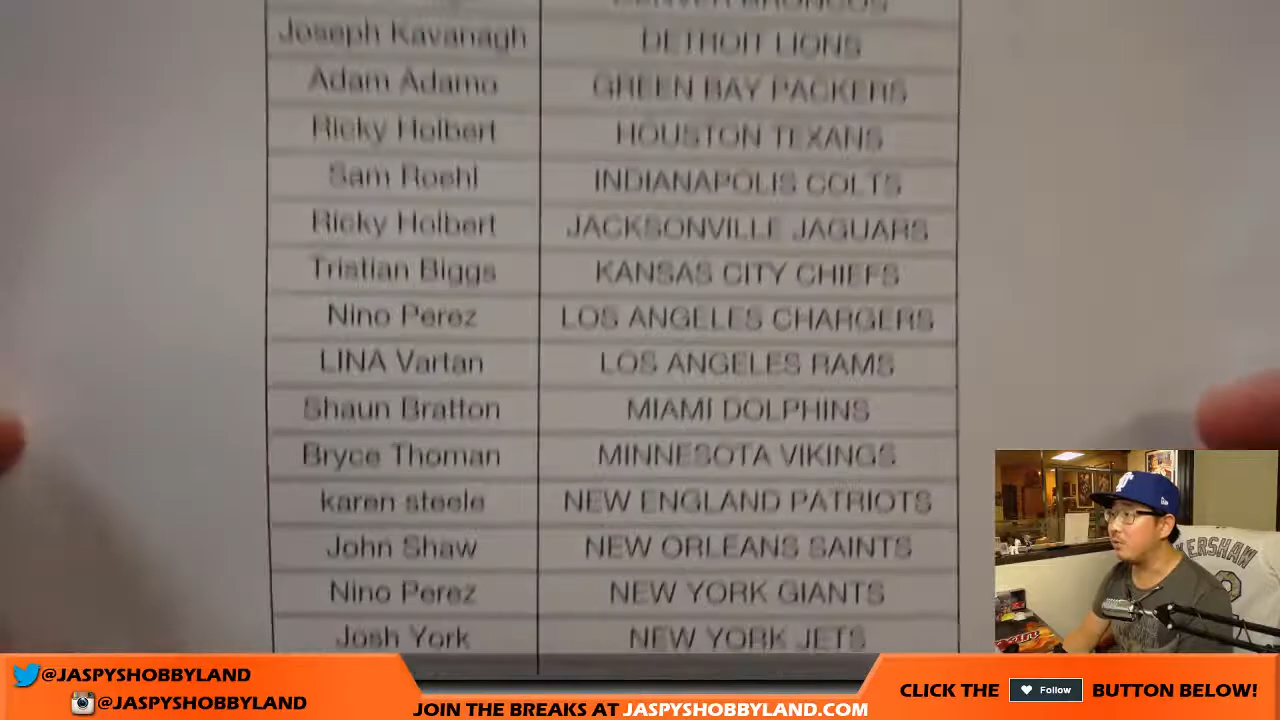 DENVER BRONCOS
Joseph Kavanagh DETROIT LIONS
Adam Adamo GREEN BAY PACKERS
Ricky Holbert HOUSTON TEXANS
Sam Roehl INDIANAPOLIS COLTS
Ricky Holbert JACKSONVILLE JAGUARS
Tristian Biggs KANSAS CITY CHIEFS
Nino Perez LOS ANGELES CHARGERS
LINA Vartan LOS ANGELES RAMS
Shaun Bratton MIAMI DOLPHINS
Bryce Thoman MINNESOTA VIKINGS
karen steele NEW ENGLAND PATRIOTS
John Shaw NEW ORLEANS SAINTS
Nino Perez NEW YORK GIANTS
Josh York NEW YORK JETS
KERSHAW
@JASPYSHOBBYLAND
@JASPYSHOBBYLAND
JOIN THE BREAKS AT JASPYSHOBBYLAND.COM
CLICK THE Follow BUTTON BELOW!